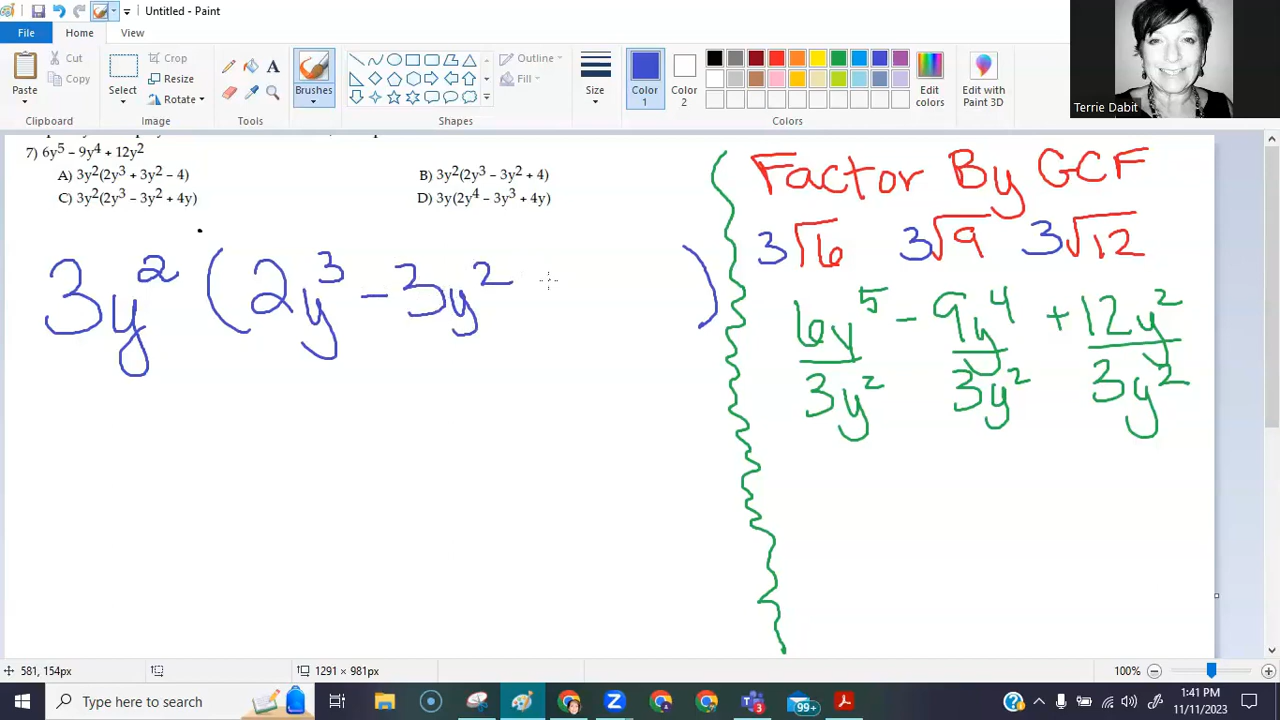 Untitled - Paint
File Home View
Paste
Cut
Copy
Clipboard
Select
Crop
Resize
Rotate
Image
A
Tools
Brushes
Outline
Fill
Shapes
Size
Color 1
Color 2
Edit colors
Edit with Paint 3D
Colors
Terrie Dabit
7) 6y⁵ − 9y⁴ + 12y²
A) 3y²(2y³ + 3y² − 4)
B) 3y²(2y³ − 3y² + 4)
C) 3y²(2y³ − 3y² + 4y)
D) 3y(2y⁴ − 3y³ + 4y)
3y² (2y³ − 3y² )
Factor By GCF
3√6 3√9 3√12
6y⁵ − 9y⁴ + 12y²
3y² 3y² 3y²
581, 154px
1291 × 981px
100%
Type here to search
3
99+
1:41 PM
11/11/2023